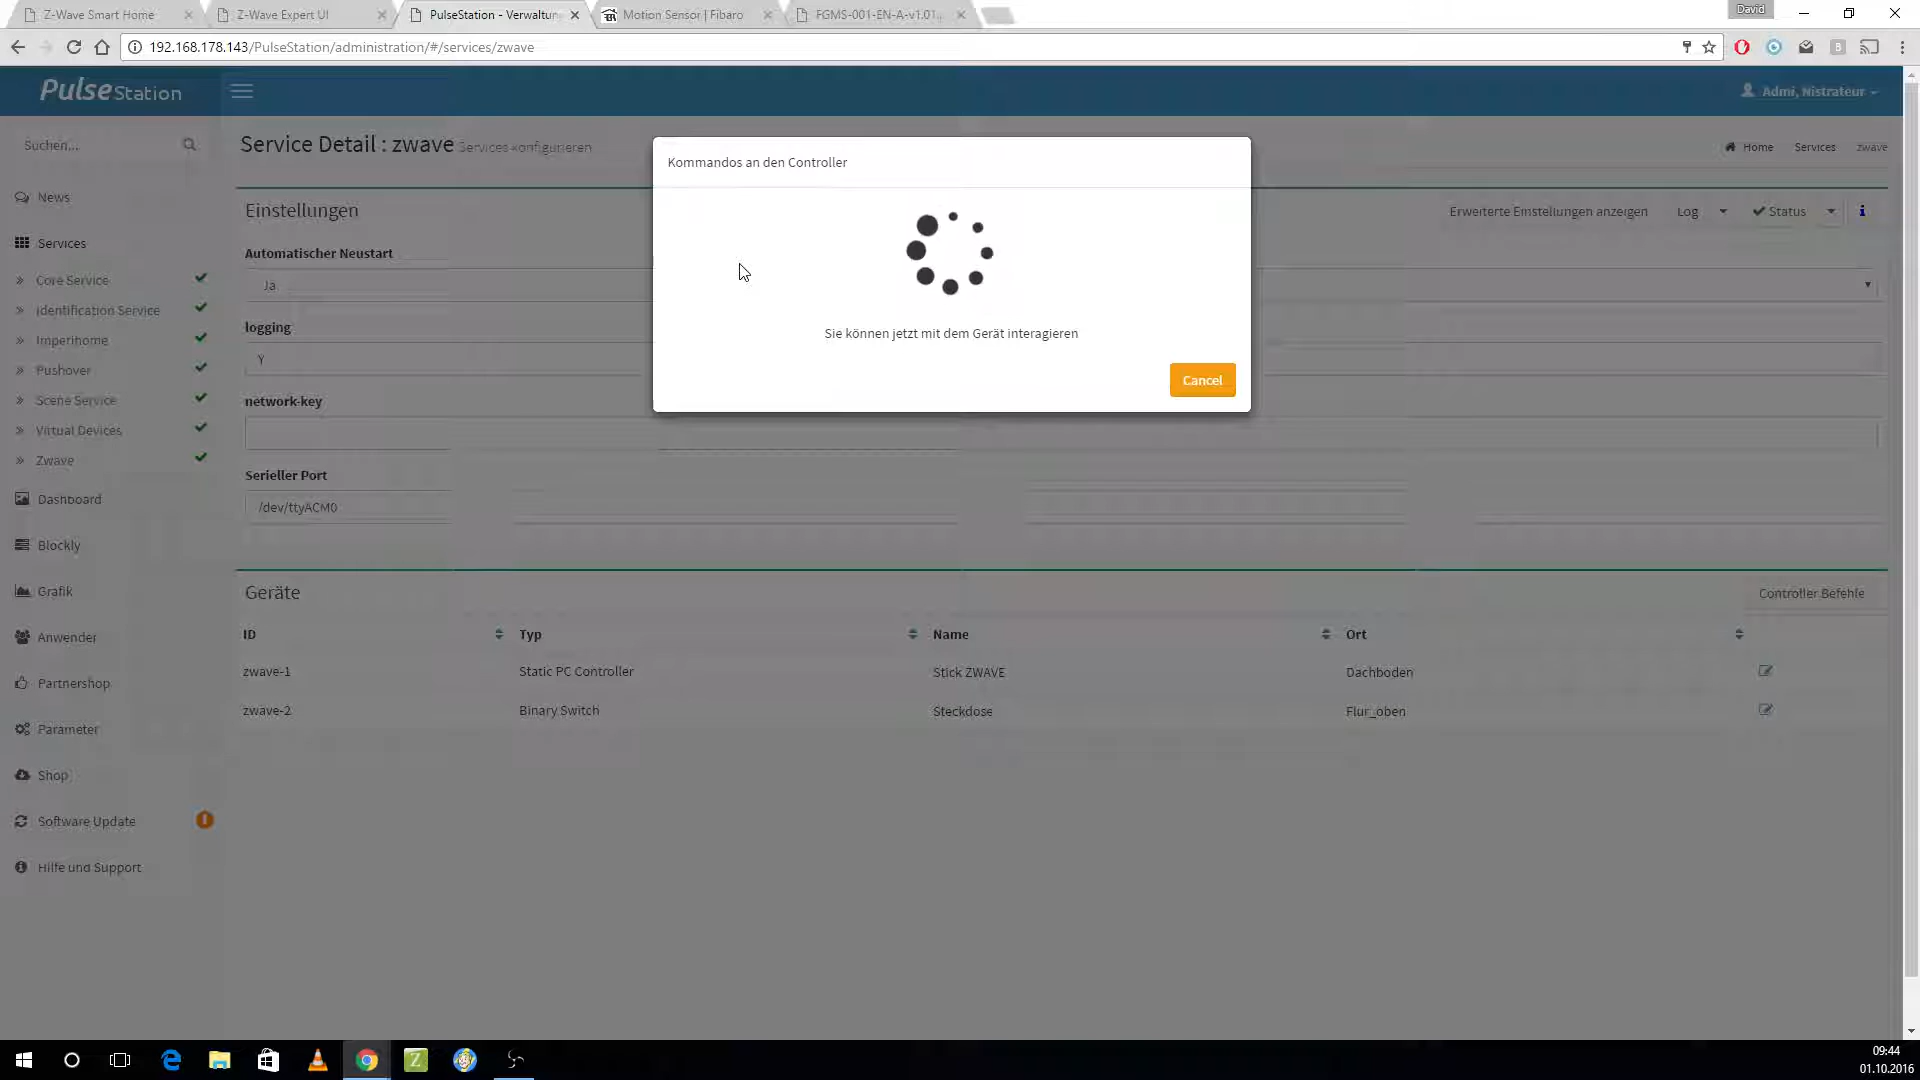 Z-Wave Smart Home
Z-Wave Expert UI
PulseStation - Verwaltun
Motion Sensor | Fibaro
FGMS-001-EN-A-v1.01..
David
192.168.178.143/PulseStation/administration/#/services/zwave
PulseStation
Admi, Nistrateur
Suchen...
Service Detail : zwave Services konfigurieren
Home
Services
zwave
Kommandos an den Controller
Sie können jetzt mit dem Gerät interagieren
Cancel
News
Services
Core Service
Identification Service
Imperihome
Pushover
Scene Service
Virtual Devices
Zwave
Dashboard
Blockly
Grafik
Anwender
Partnershop
Parameter
Shop
Software Update
Hilfe und Support
Einstellungen
Erweiterte Einstellungen anzeigen
Log
Status
Automatischer Neustart
Ja
logging
Y
network-key
Serieller Port
/dev/ttyACM0
Geräte
Controller Befehle
ID Typ Name Ort
zwave-1 Static PC Controller Stick ZWAVE Dachboden
zwave-2 Binary Switch Steckdose Flur_oben
09:44
01.10.2016